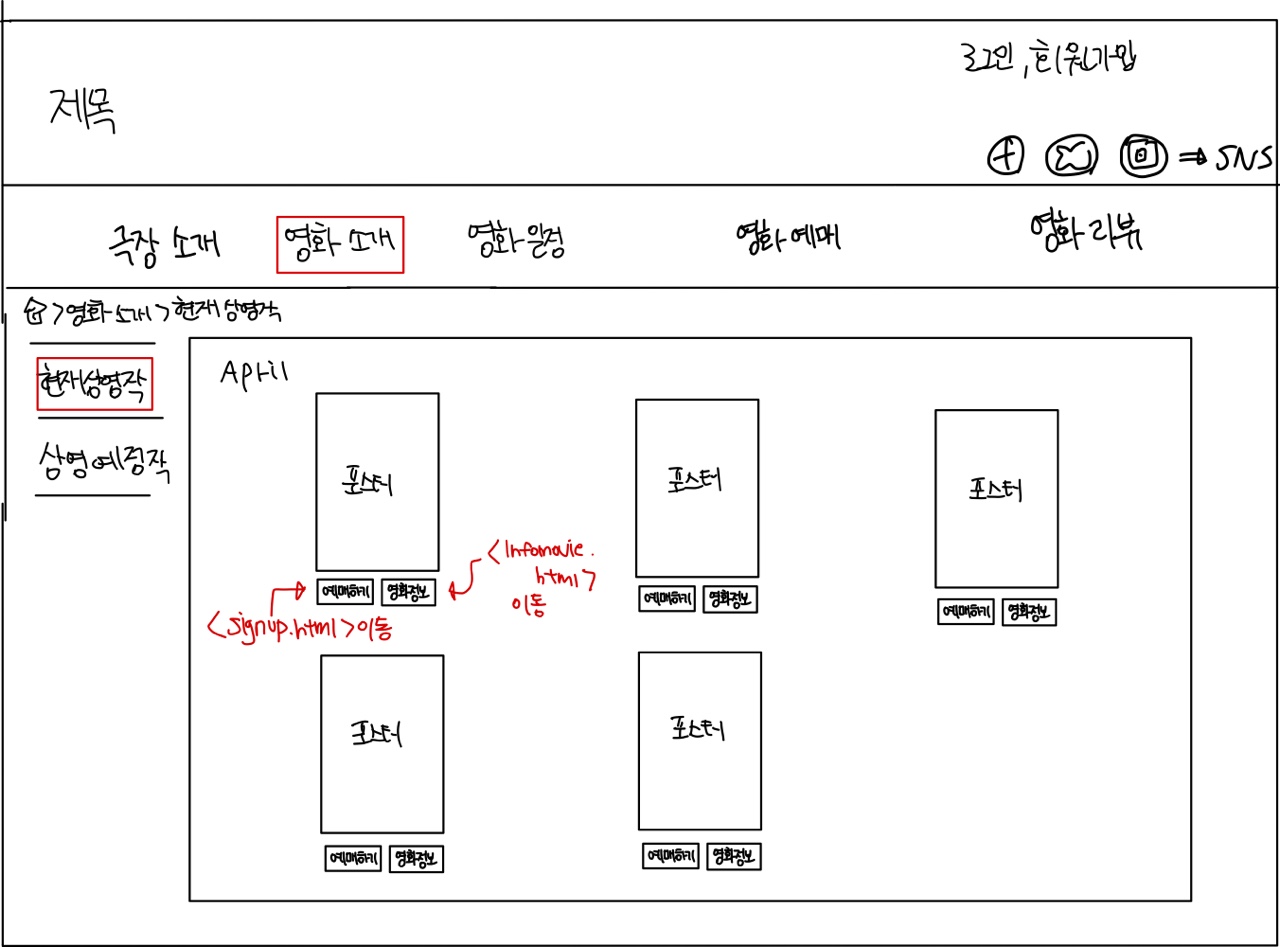 로그인, 회원가입
제목
⇒ SNS
극장 소개
영화 소개
영화 일정
영화 예매
영화 리뷰
>영화 소개>현재 상영작
현재상영작
상영예정작
April
포스터
포스터
포스터
예매하기
영화정보
<Infomovie.
html>
이동
<signup.html>이동
예매하기
영화정보
예매하기
영화정보
포스터
포스터
예매하기
영화정보
예매하기
영화정보